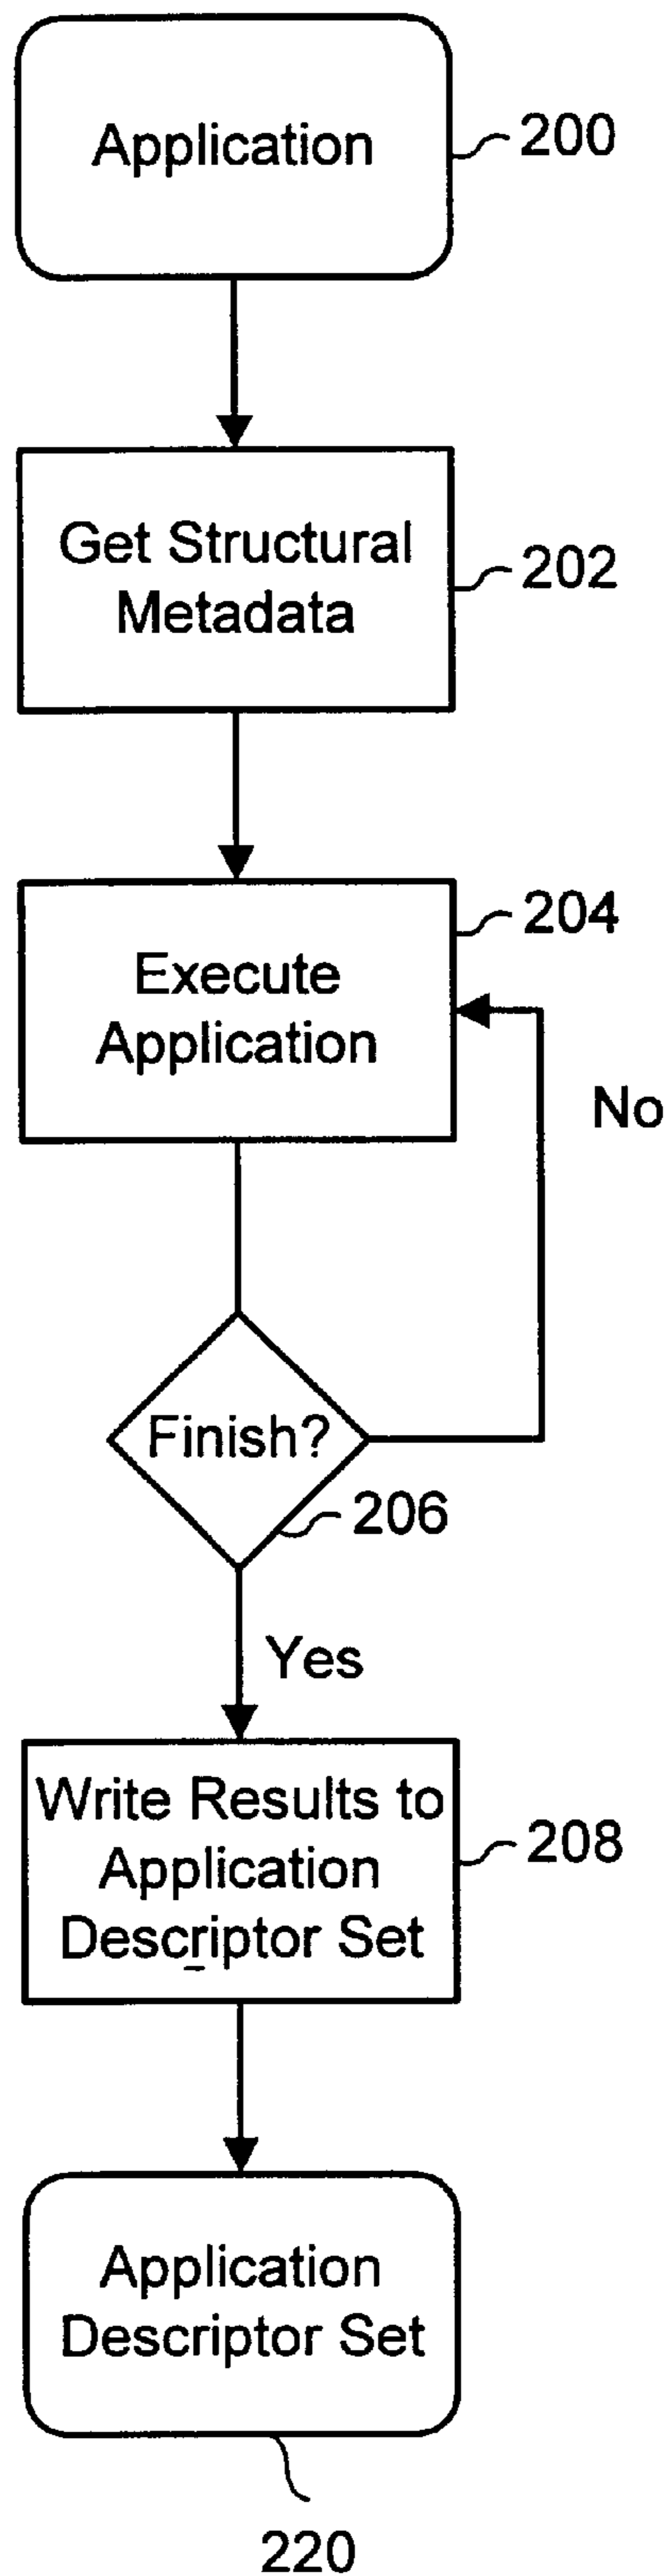 Application
200
Get Structural
Metadata
202
204
Execute
Application
No
Finish?
206
Yes
Write Results to
Application
Descriptor Set
208
Application
Descriptor Set
220